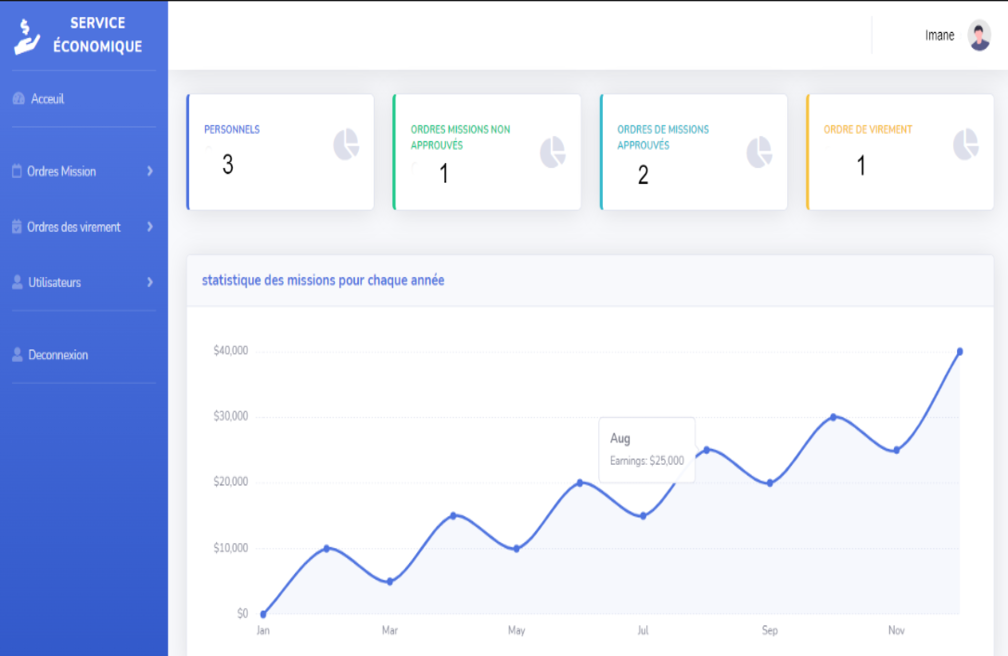 SERVICE
ÉCONOMIQUE
Imane
Acceuil
Ordres Mission
Ordres des virement
Utilisateurs
Deconnexion
PERSONNELS
3
ORDRES MISSIONS NON
APPROUVÉS
1
ORDRES DE MISSIONS
APPROUVÉS
2
ORDRE DE VIREMENT
1
statistique des missions pour chaque année
$40,000
$30,000
$20,000
$10,000
$0
Aug
Earnings: $25,000
Jan Mar May Jul Sep Nov